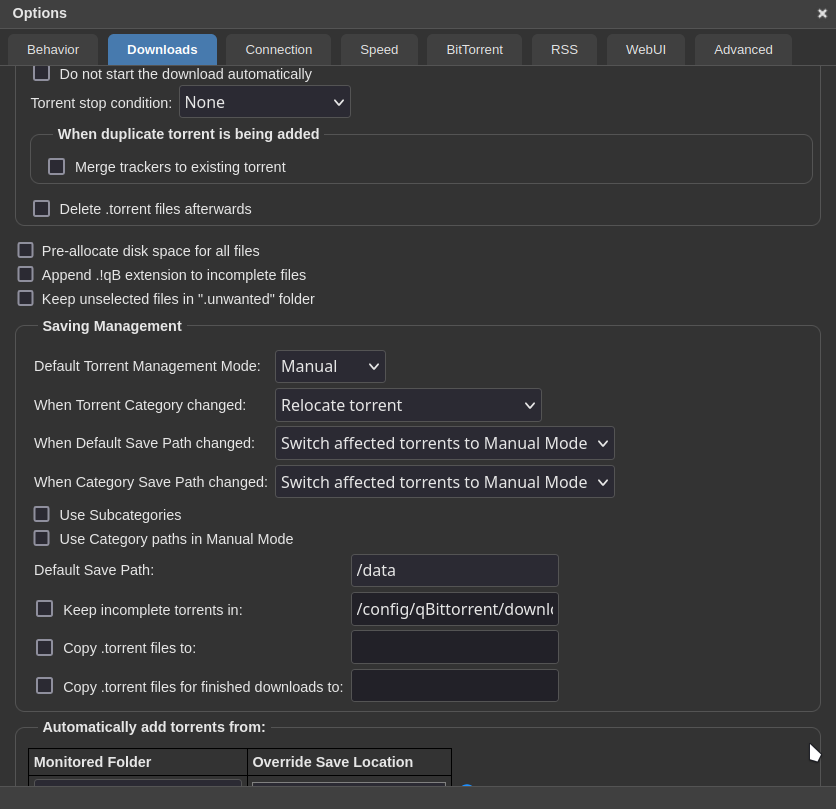 Options
Behavior Downloads Connection Speed BitTorrent RSS WebUI Advanced
Do not start the download automatically
Torrent stop condition: None
When duplicate torrent is being added
Merge trackers to existing torrent
Delete .torrent files afterwards
Pre-allocate disk space for all files
Append .!qB extension to incomplete files
Keep unselected files in ".unwanted" folder
Saving Management
Default Torrent Management Mode: Manual
When Torrent Category changed: Relocate torrent
When Default Save Path changed: Switch affected torrents to Manual Mode
When Category Save Path changed: Switch affected torrents to Manual Mode
Use Subcategories
Use Category paths in Manual Mode
Default Save Path: /data
Keep incomplete torrents in: /config/qBittorrent/downl
Copy .torrent files to:
Copy .torrent files for finished downloads to:
Automatically add torrents from:
Monitored Folder Override Save Location